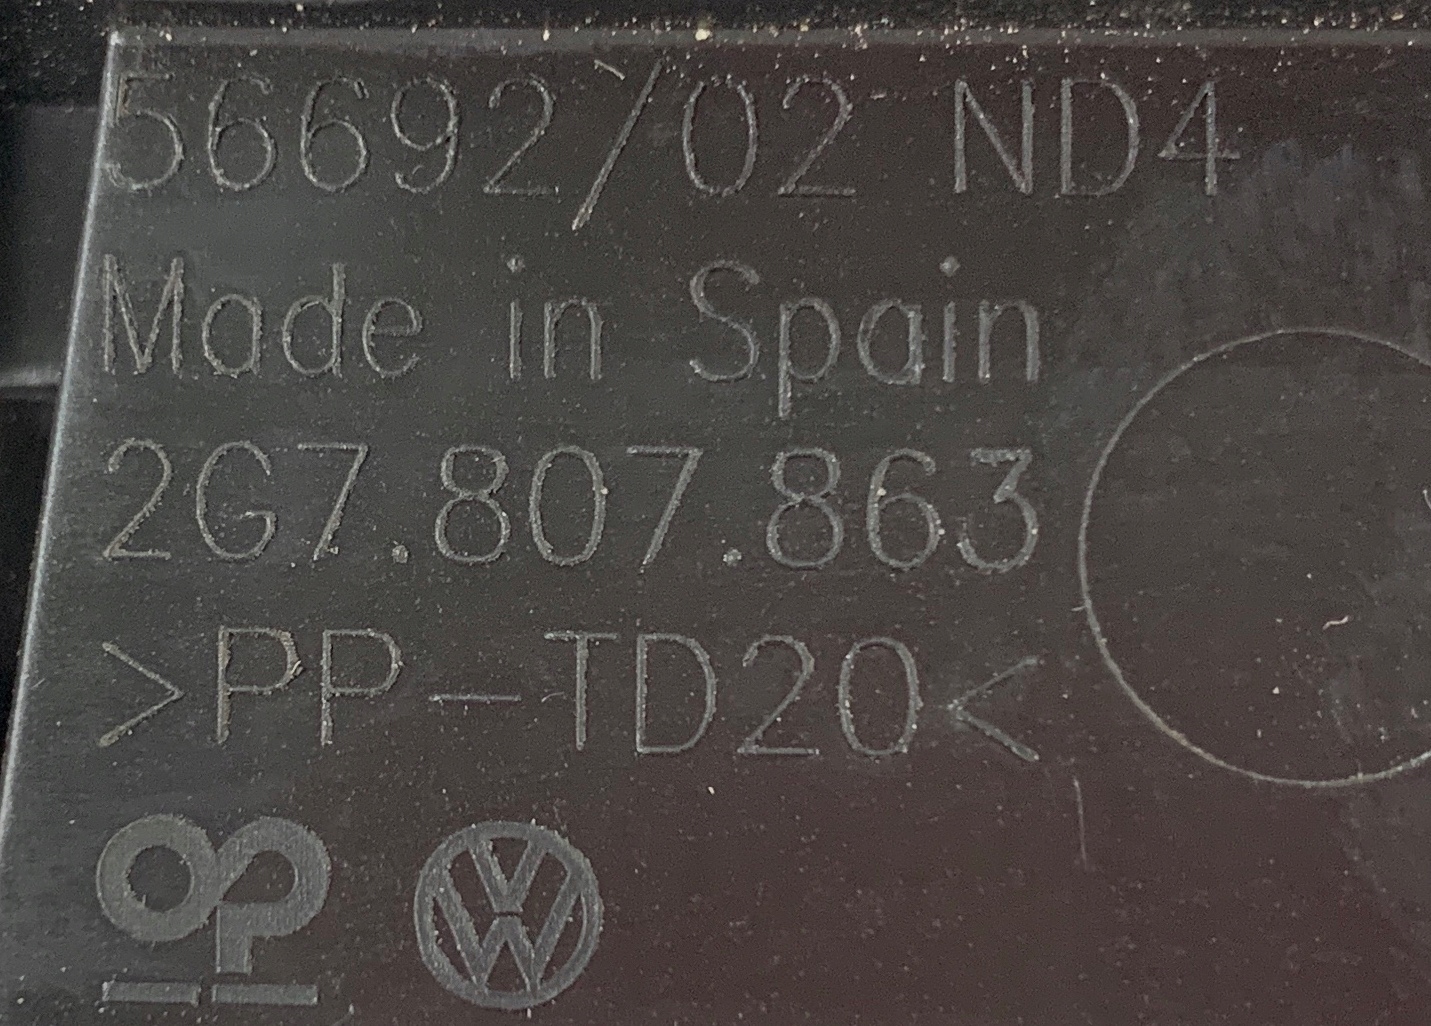 56692/02 ND4
Made in Spain
2G7.807.863
>PP-TD20<